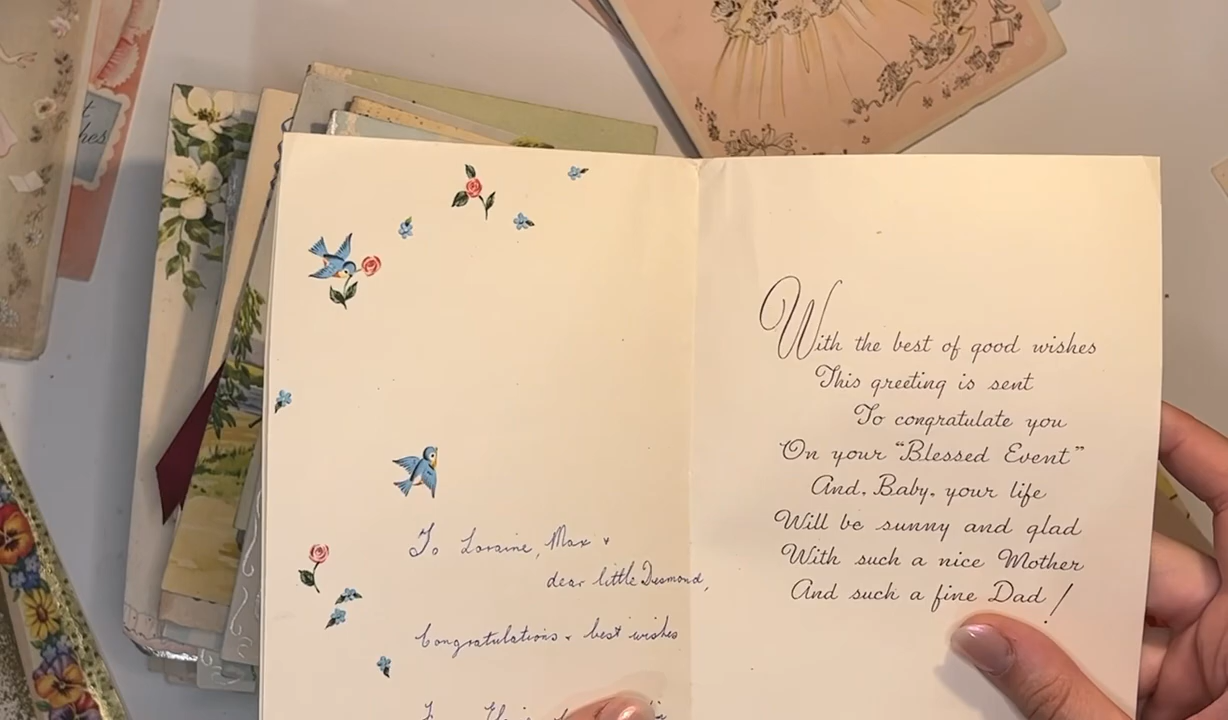 hes
To Loraine, Max &
dear little Desmond,
Congratulations & best wishes
With the best of good wishes
This greeting is sent
To congratulate you
On your “Blessed Event”
And, Baby, your life
Will be sunny and glad
With such a nice Mother
And such a fine Dad!